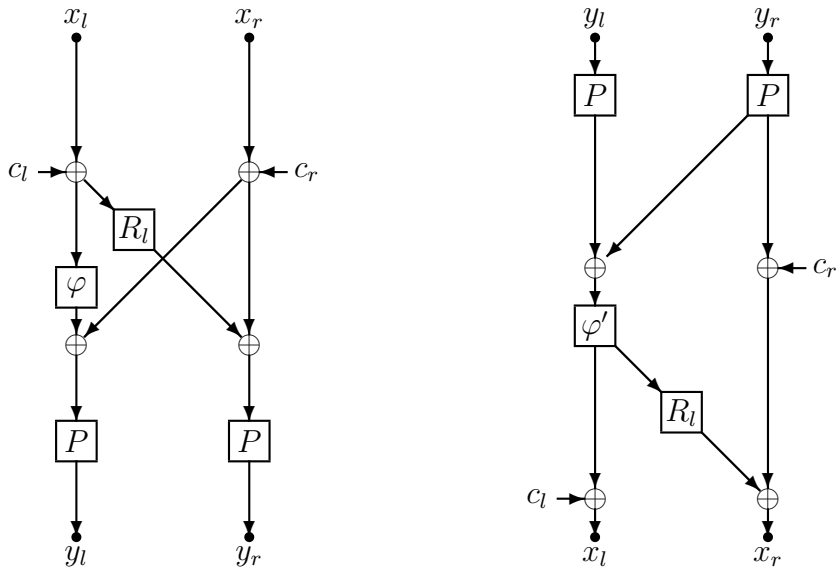 x_l x_r
c_l c_r
R_l
φ
P P
y_l y_r
y_l y_r
P P
c_r
φ′
R_l
c_l
x_l x_r